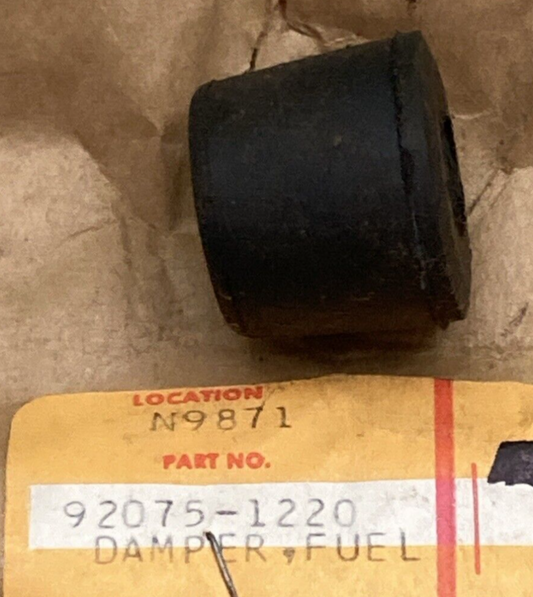 LOCATION
N9871
PART NO.
92075-1220
DAMPER,FUEL